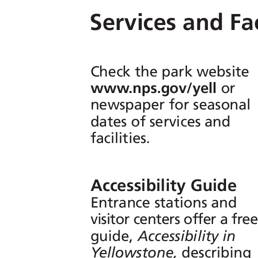 Services and Fa
Check the park website
www.nps.gov/yell or
newspaper for seasonal
dates of services and
facilities.
Accessibility Guide
Entrance stations and
visitor centers offer a free
guide, Accessibility in
Yellowstone, describing